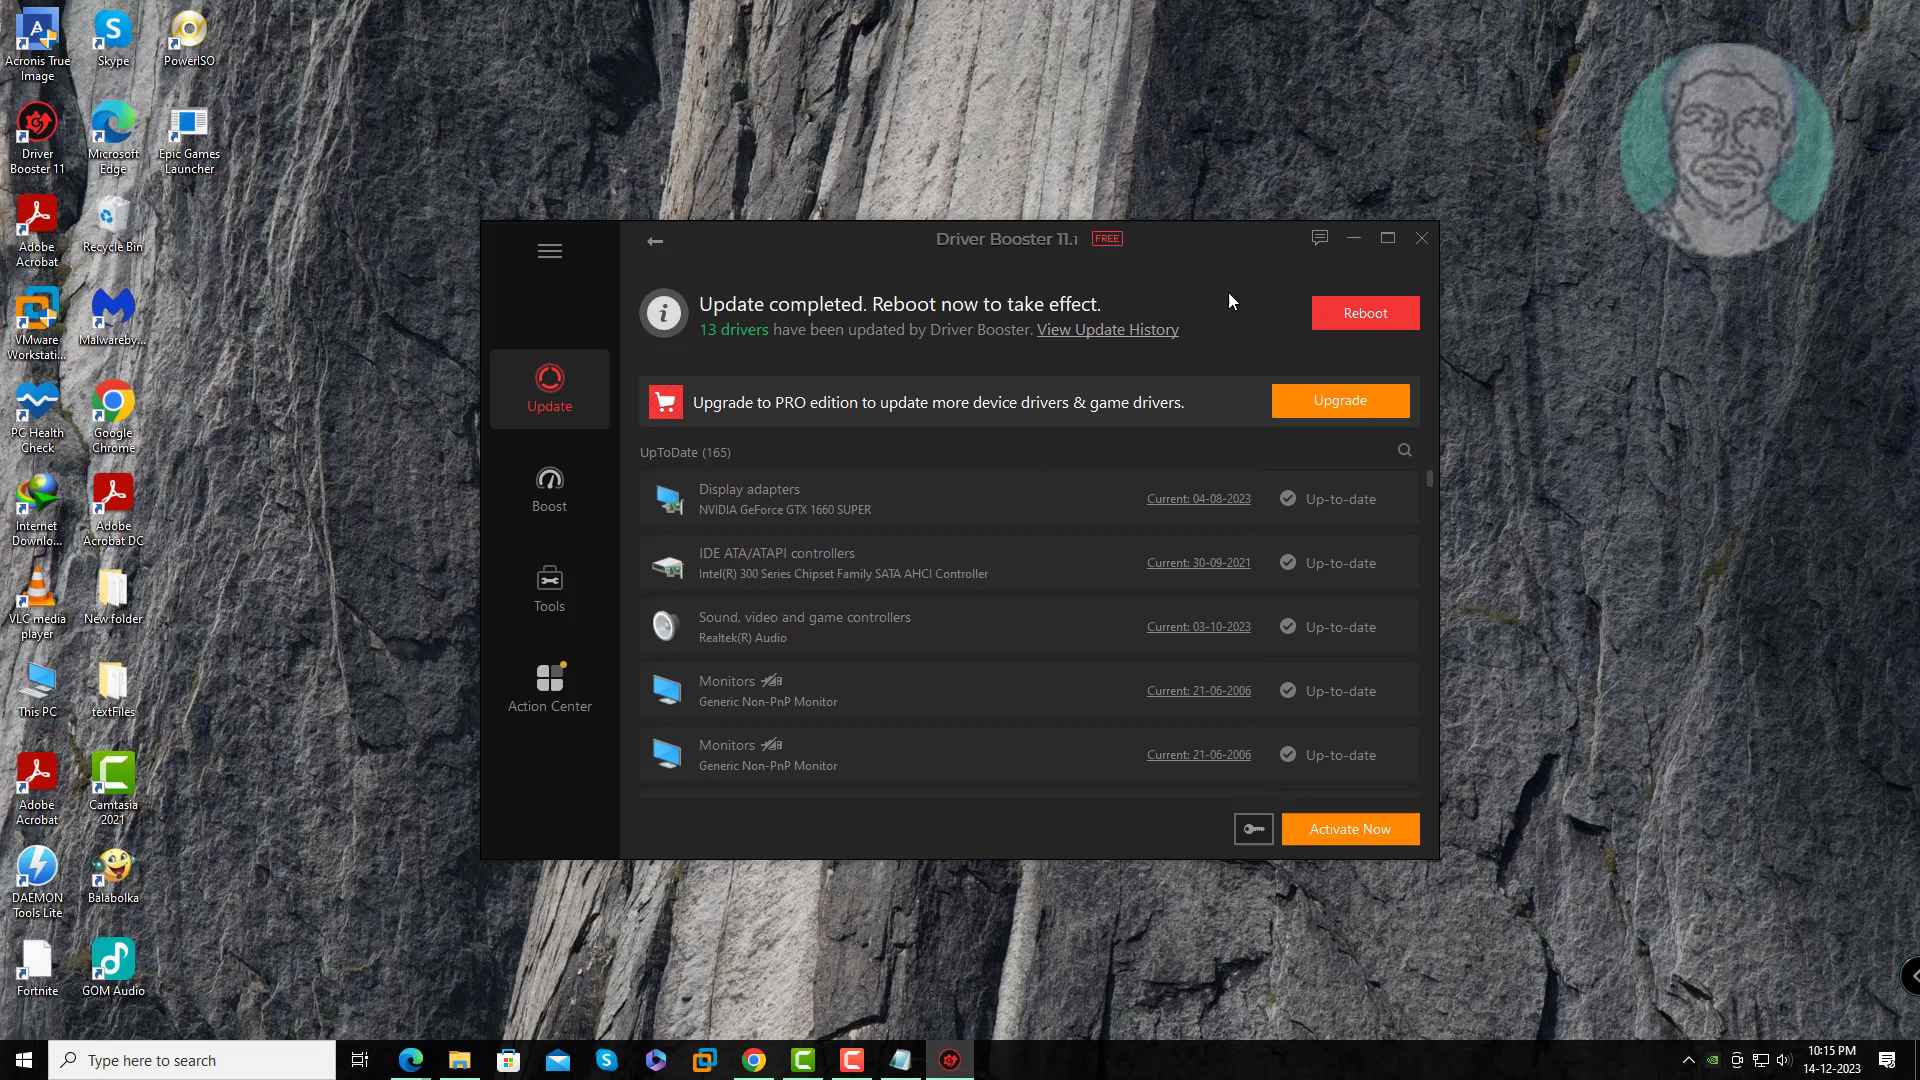 Acronis True
Image
Skype
PowerISO
Driver
Booster 11
Microsoft
Edge
Epic Games
Launcher
Adobe
Acrobat
Recycle Bin
VMware
Workstati...
Malwareby...
PC Health
Check
Google
Chrome
Internet
Downlo...
Adobe
Acrobat DC
VLC media
player
New folder
This PC
textFiles
Adobe
Acrobat
Camtasia
2021
DAEMON
Tools Lite
Balabolka
Fortnite
GOM Audio
Driver Booster 11.1 FREE
Update completed. Reboot now to take effect.
13 drivers have been updated by Driver Booster. View Update History
Reboot
Upgrade to PRO edition to update more device drivers & game drivers.
Upgrade
Update
Boost
Tools
Action Center
UpToDate (165)
Display adapters
NVIDIA GeForce GTX 1660 SUPER
Current: 04-08-2023
Up-to-date
IDE ATA/ATAPI controllers
Intel(R) 300 Series Chipset Family SATA AHCI Controller
Current: 30-09-2021
Up-to-date
Sound, video and game controllers
Realtek(R) Audio
Current: 03-10-2023
Up-to-date
Monitors
Generic Non-PnP Monitor
Current: 21-06-2006
Up-to-date
Monitors
Generic Non-PnP Monitor
Current: 21-06-2006
Up-to-date
Activate Now
Type here to search
10:15 PM
14-12-2023